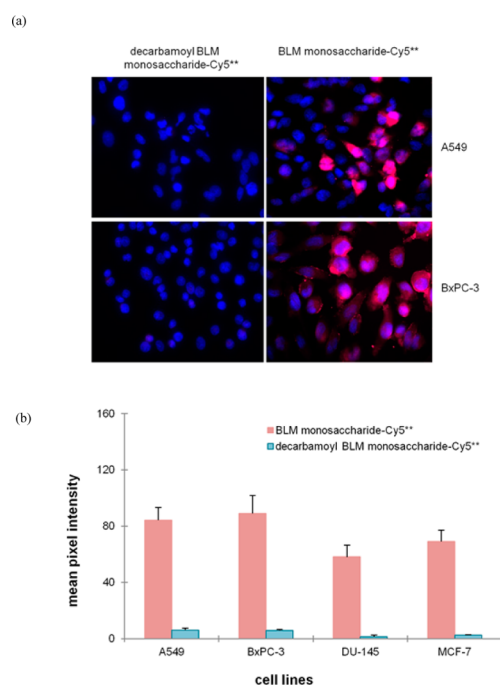 (a)
decarbamoyl BLM
monosaccharide-Cy5**
BLM monosaccharide-Cy5**
A549
BxPC-3
(b)
160
120
80
40
0
mean pixel intensity
BLM monosaccharide-Cy5**
decarbamoyl BLM monosaccharide-Cy5**
A549
BxPC-3
DU-145
MCF-7
cell lines